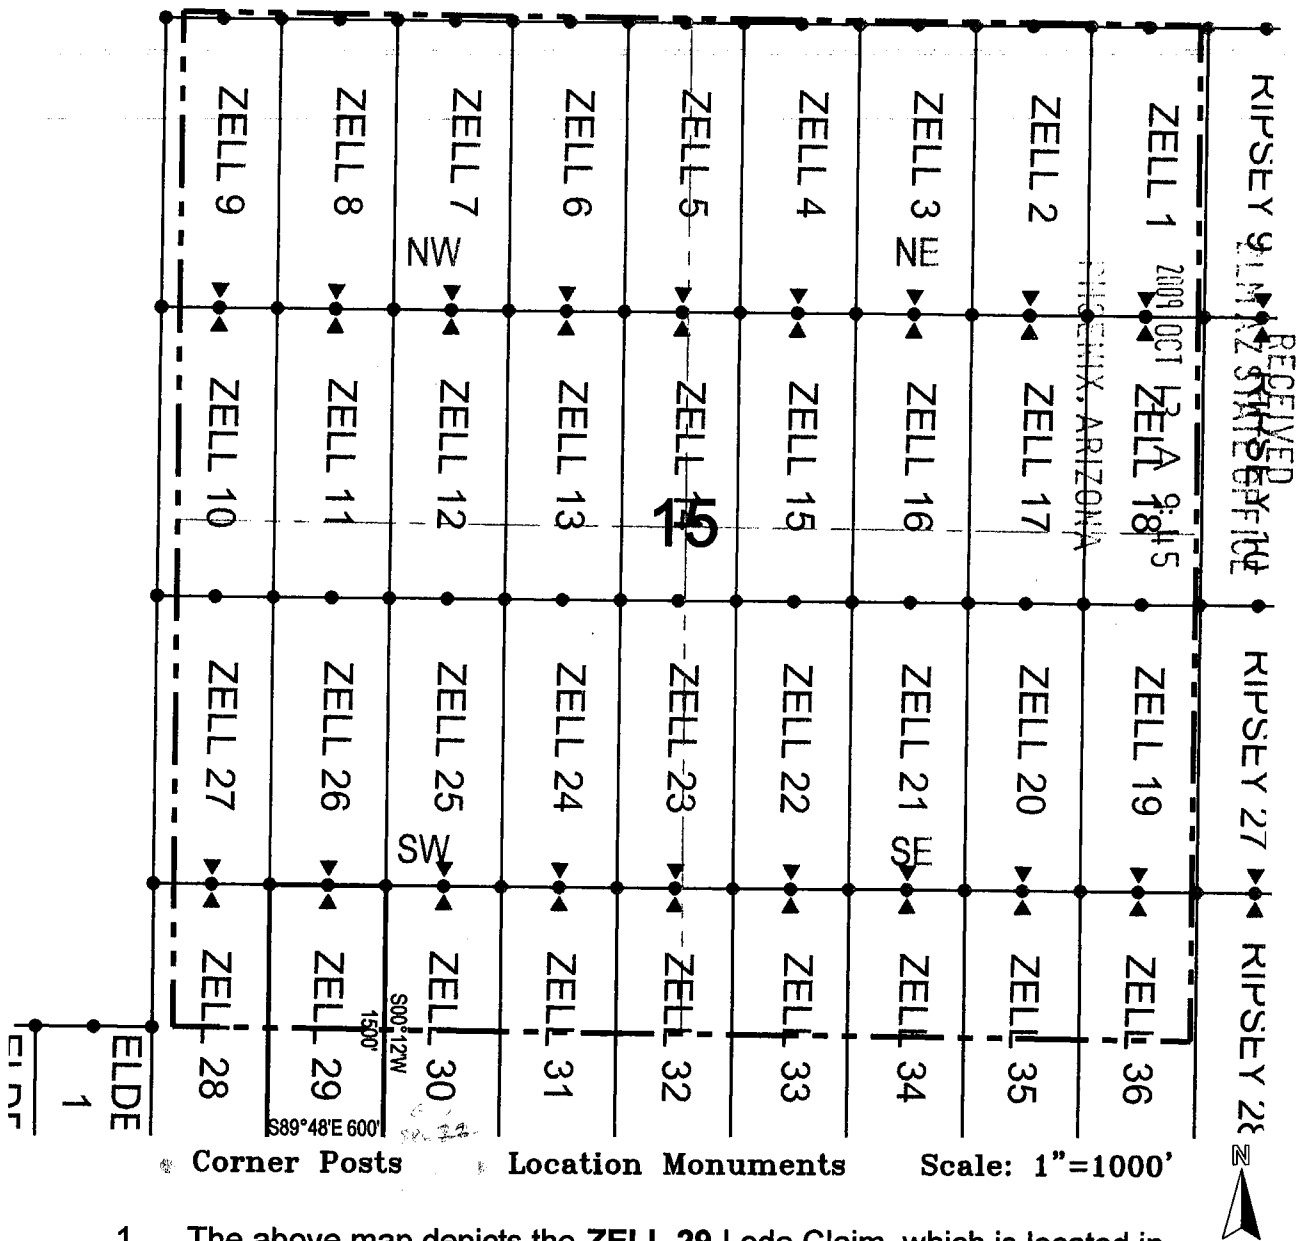 ZELL 9
ZELL 8
ZELL 7
ZELL 6
ZELL 5
ZELL 4
ZELL 3
ZELL 2
ZELL 1
RIPSEY 9
NW
NE
RECEIVED
BLM AZ STATE OFFICE
2009 OCT 13 A 9:45
PHOENIX, ARIZONA
ZELL 10
ZELL 11
ZELL 12
ZELL 13
ZELL
ZELL 15
ZELL 16
ZELL 17
ZELL 18
RIPSEY 10
15
ZELL 27
ZELL 26
ZELL 25
ZELL 24
ZELL 23
ZELL 22
ZELL 21
ZELL 20
ZELL 19
RIPSEY 27
SW
SE
ZELL 28
ZELL 29
ZELL 30
ZELL 31
ZELL 32
ZELL 33
ZELL 34
ZELL 35
ZELL 36
RIPSEY 28
S00°12'W
1500'
S89°48'E 600'
ELDE
1
Corner Posts
Location Monuments
Scale: 1"=1000'
N
1. The above map depicts the ZELL 29 Lode Claim, which is located in